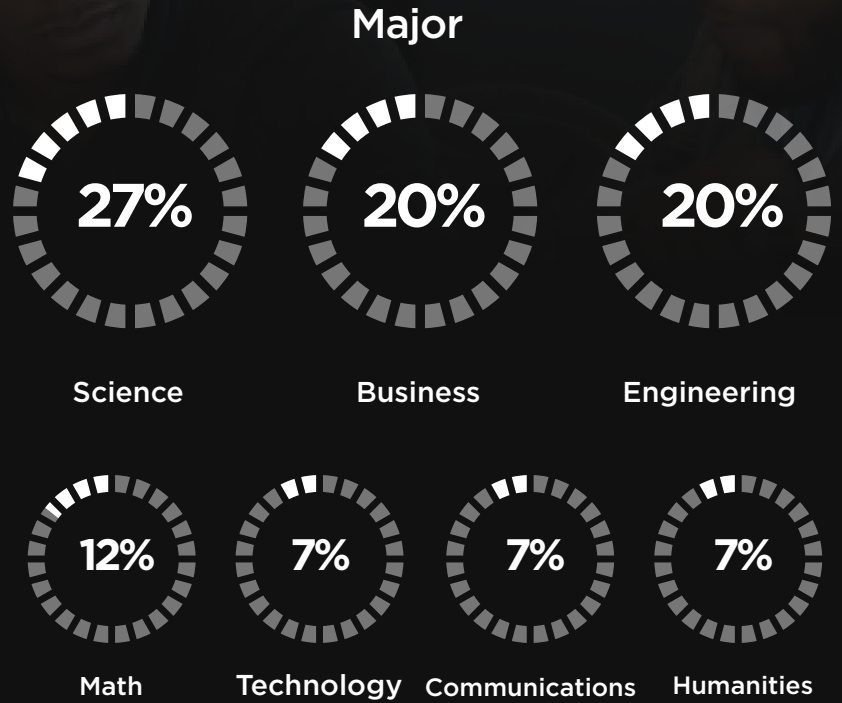 Major
27% 20% 20%
Science Business Engineering
12% 7% 7% 7%
Math Technology Communications Humanities